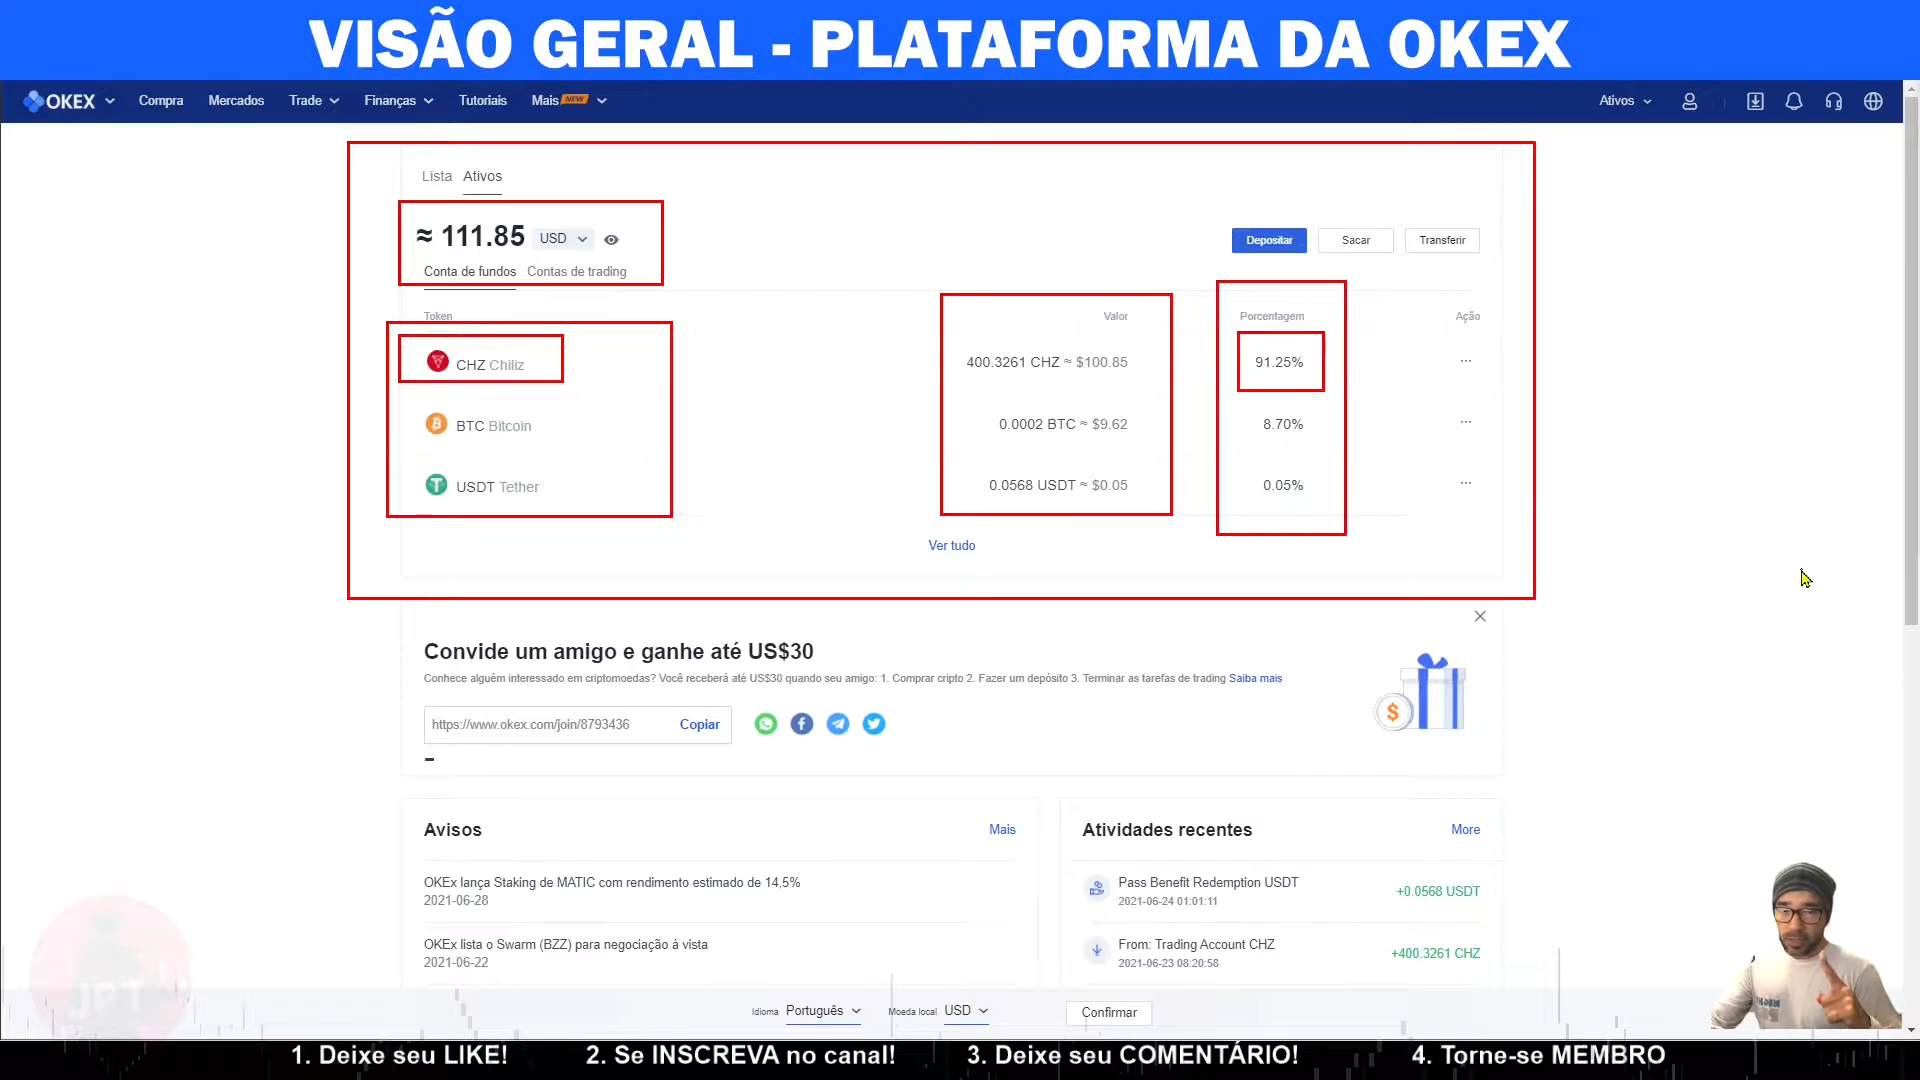 VISÃO GERAL - PLATAFORMA DA OKEX
OKEX Compra Mercados Trade Finanças Tutoriais Mais NEW Ativos
Lista Ativos
≈ 111.85 USD
Depositar Sacar Transferir
Conta de fundos Contas de trading
Token Valor Porcentagem Ação
CHZ Chiliz 400.3261 CHZ ≈ $100.85 91.25% ...
BTC Bitcoin 0.0002 BTC ≈ $9.62 8.70% ...
USDT Tether 0.0568 USDT ≈ $0.05 0.05% ...
Ver tudo
Convide um amigo e ganhe até US$30
Conhece alguém interessado em criptomoedas? Você receberá até US$30 quando seu amigo: 1. Comprar cripto 2. Fazer um depósito 3. Terminar as tarefas de trading Saiba mais
https://www.okex.com/join/8793436 Copiar
Avisos Mais
OKEx lança Staking de MATIC com rendimento estimado de 14,5%
2021-06-28
OKEx lista o Swarm (BZZ) para negociação à vista
2021-06-22
Atividades recentes More
Pass Benefit Redemption USDT +0.0568 USDT
2021-06-24 01:01:11
From: Trading Account CHZ +400.3261 CHZ
2021-06-23 08:20:58
JPT
Idioma Português Moeda local USD Confirmar
1. Deixe seu LIKE! 2. Se INSCREVA no canal! 3. Deixe seu COMENTÁRIO! 4. Torne-se MEMBRO